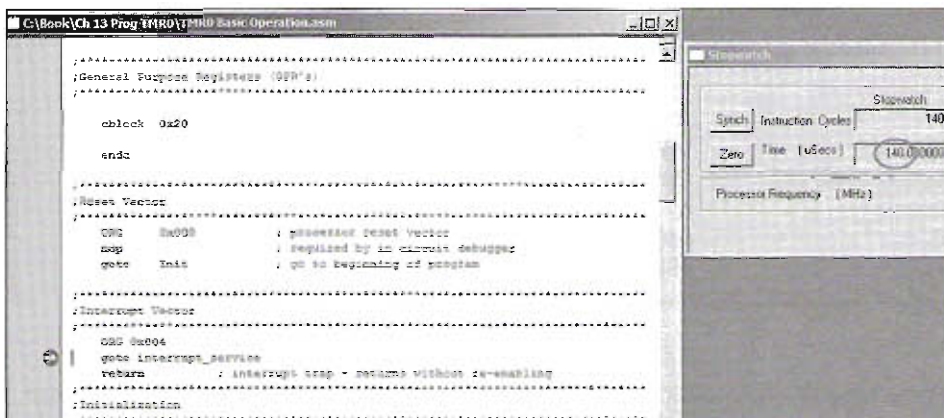 C:\Book\Ch 13 Prog TMR0\TMR0 Basic Operation.asm
;General Purpose Registers (GPR's)
cblock 0x20
endc
;Reset Vector
ORG 0x000 ; processor reset vector
nop ; required by in circuit debugger
goto Init ; go to beginning of program
;Interrupt Vector
ORG 0x004
goto interrupt_service
return ; interrupt trap - returns without re-enabling
;Initialization
Stopwatch
Stopwatch
Synch Instruction Cycles 140
Zero Time (uSecs) 140.000000
Processor Frequency (MHz)